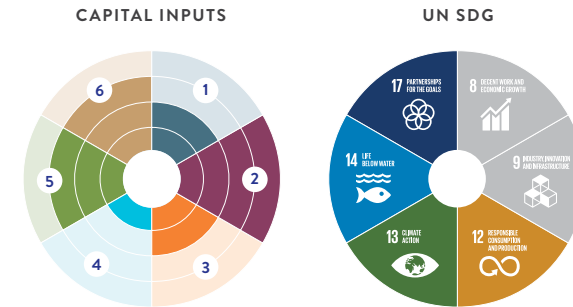 CAPITAL INPUTS
UN SDG
6
1
5
2
4
3
17 PARTNERSHIPS
FOR THE GOALS
8 DECENT WORK AND
ECONOMIC GROWTH
14 LIFE
BELOW WATER
9 INDUSTRY, INNOVATION
AND INFRASTRUCTURE
13 CLIMATE
ACTION
12 RESPONSIBLE
CONSUMPTION
AND PRODUCTION